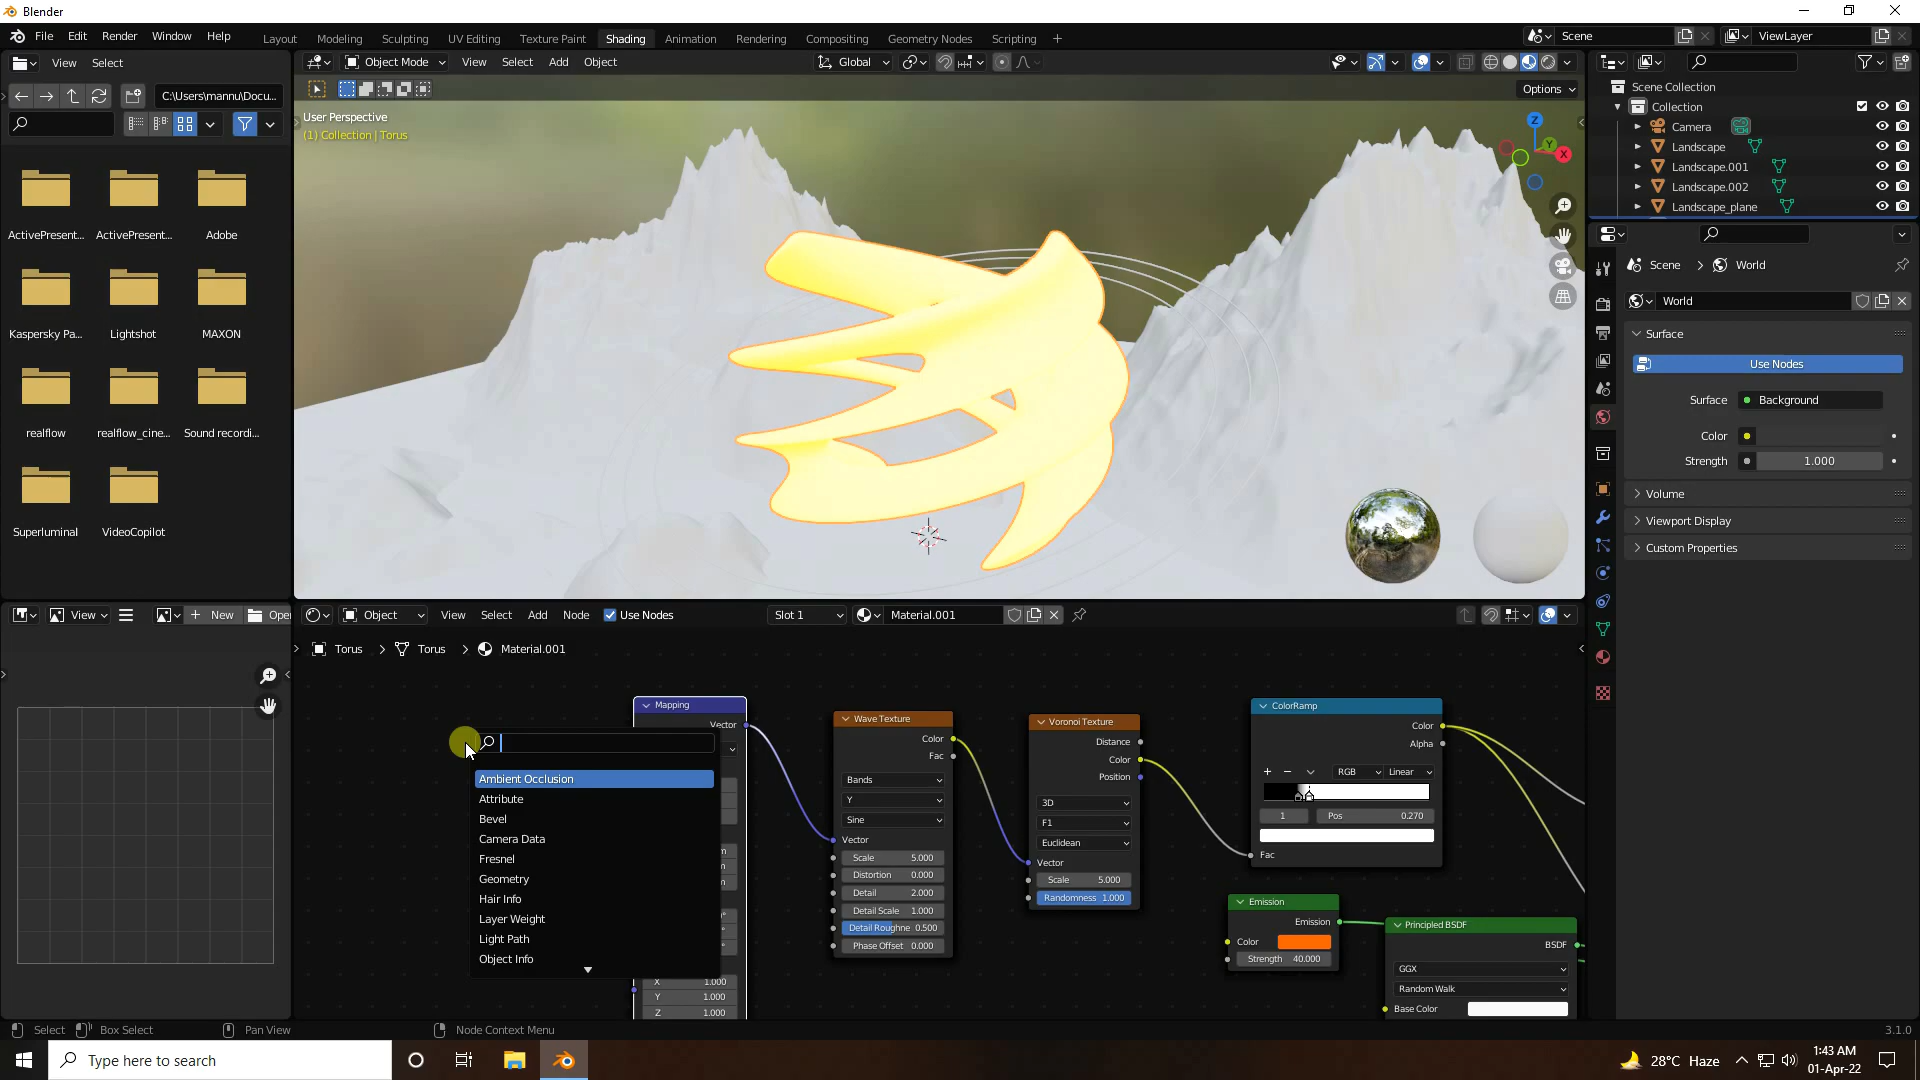 Blender
File Edit Render Window Help
Layout Modeling Sculpting UV Editing Texture Paint Shading Animation Rendering Compositing Geometry Nodes Scripting +
Scene ViewLayer
View Select
Object Mode View Select Add Object Global
C:\Users\mannu\Docu...
Options
User Perspective
(1) Collection | Torus
Z
Y
X
Scene Collection
Collection
Camera
Landscape
Landscape.001
Landscape.002
Landscape_plane
ActivePresent... ActivePresent... Adobe
Kaspersky Pa... Lightshot MAXON
realflow realflow_cine... Sound recordi...
Superluminal VideoCopilot
Scene > World
World
Surface
Use Nodes
Surface Background
Color
Strength 1.000
Volume
Viewport Display
Custom Properties
View + New Open
Object View Select Add Node Use Nodes Slot 1 Material.001
Torus > Torus > Material.001
Mapping
Vector
X 1.000
Y 1.000
Z 1.000
Ambient Occlusion
Attribute
Bevel
Camera Data
Fresnel
Geometry
Hair Info
Layer Weight
Light Path
Object Info
Wave Texture
Color
Fac
Bands
Y
Sine
Vector
Scale 5.000
Distortion 0.000
Detail 2.000
Detail Scale 1.000
Detail Roughne 0.500
Phase Offset 0.000
Voronoi Texture
Distance
Color
Position
3D
F1
Euclidean
Vector
Scale 5.000
Randomness 1.000
ColorRamp
Color
Alpha
+ − RGB Linear
1 Pos 0.270
Fac
Emission
Emission
Color
Strength 40.000
Principled BSDF
BSDF
GGX
Random Walk
Base Color
Select Box Select Pan View Node Context Menu 3.1.0
Type here to search
28°C Haze
1:43 AM
01-Apr-22